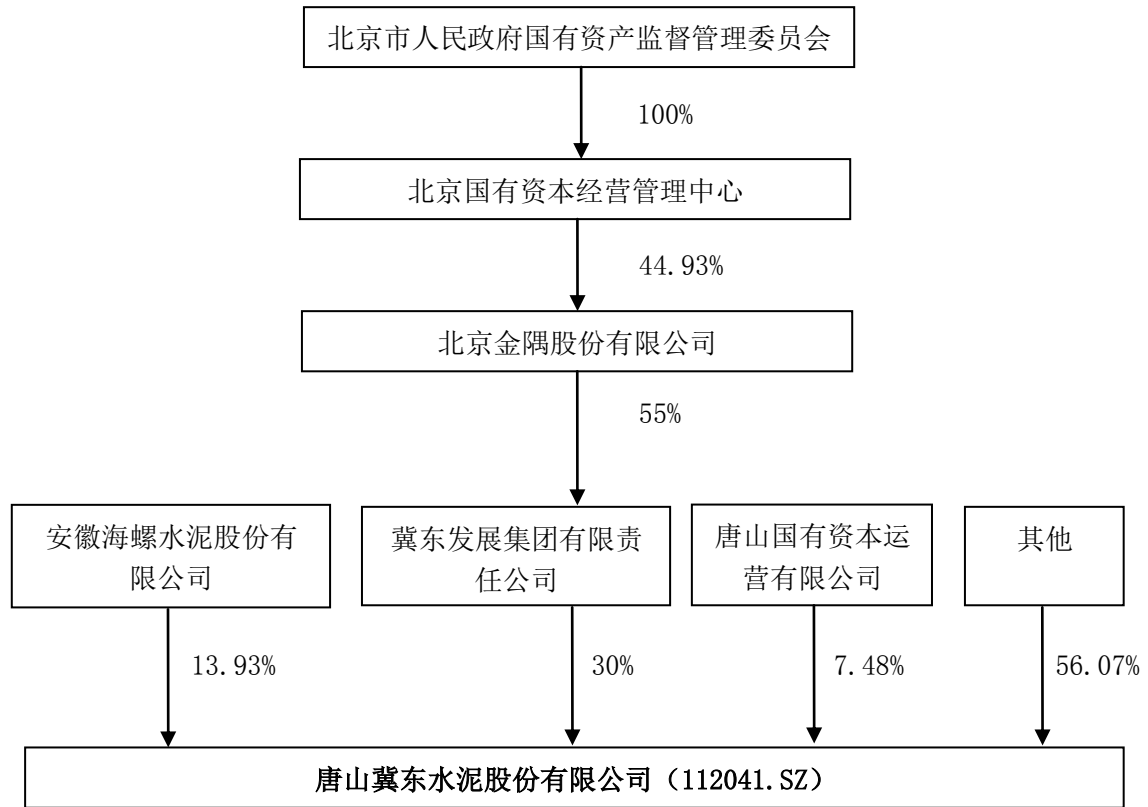 北京市人民政府国有资产监督管理委员会
100%
北京国有资本经营管理中心
44.93%
北京金隅股份有限公司
55%
安徽海螺水泥股份有
限公司
冀东发展集团有限责
任公司
唐山国有资本运
营有限公司
其他
13.93%
30%
7.48%
56.07%
唐山冀东水泥股份有限公司（112041.SZ）